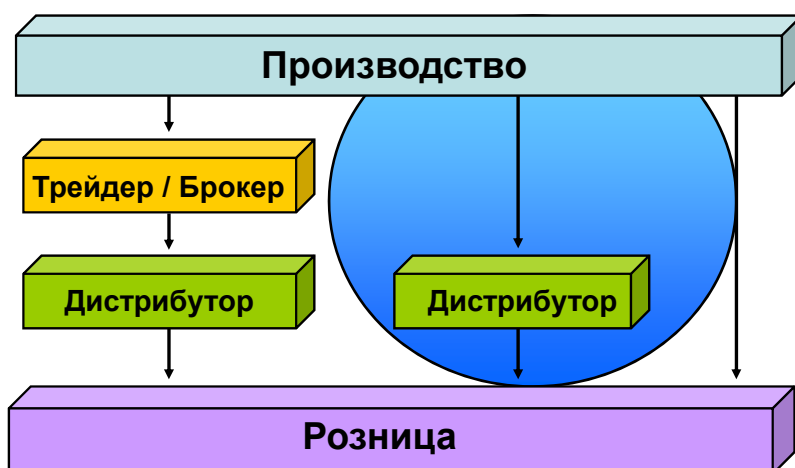 Производство
Трейдер / Брокер
Дистрибутор
Дистрибутор
Розница